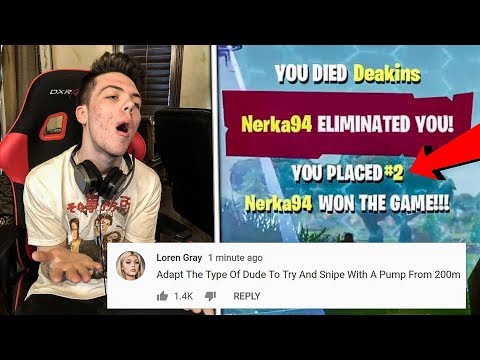 YOU DIED Deakins
Nerka94 ELIMINATED YOU!
YOU PLACED #2
Nerka94 WON THE GAME!!!
DXR
Loren Gray 1 minute ago
Adapt The Type Of Dude To Try And Snipe With A Pump From 200m
1.4K REPLY